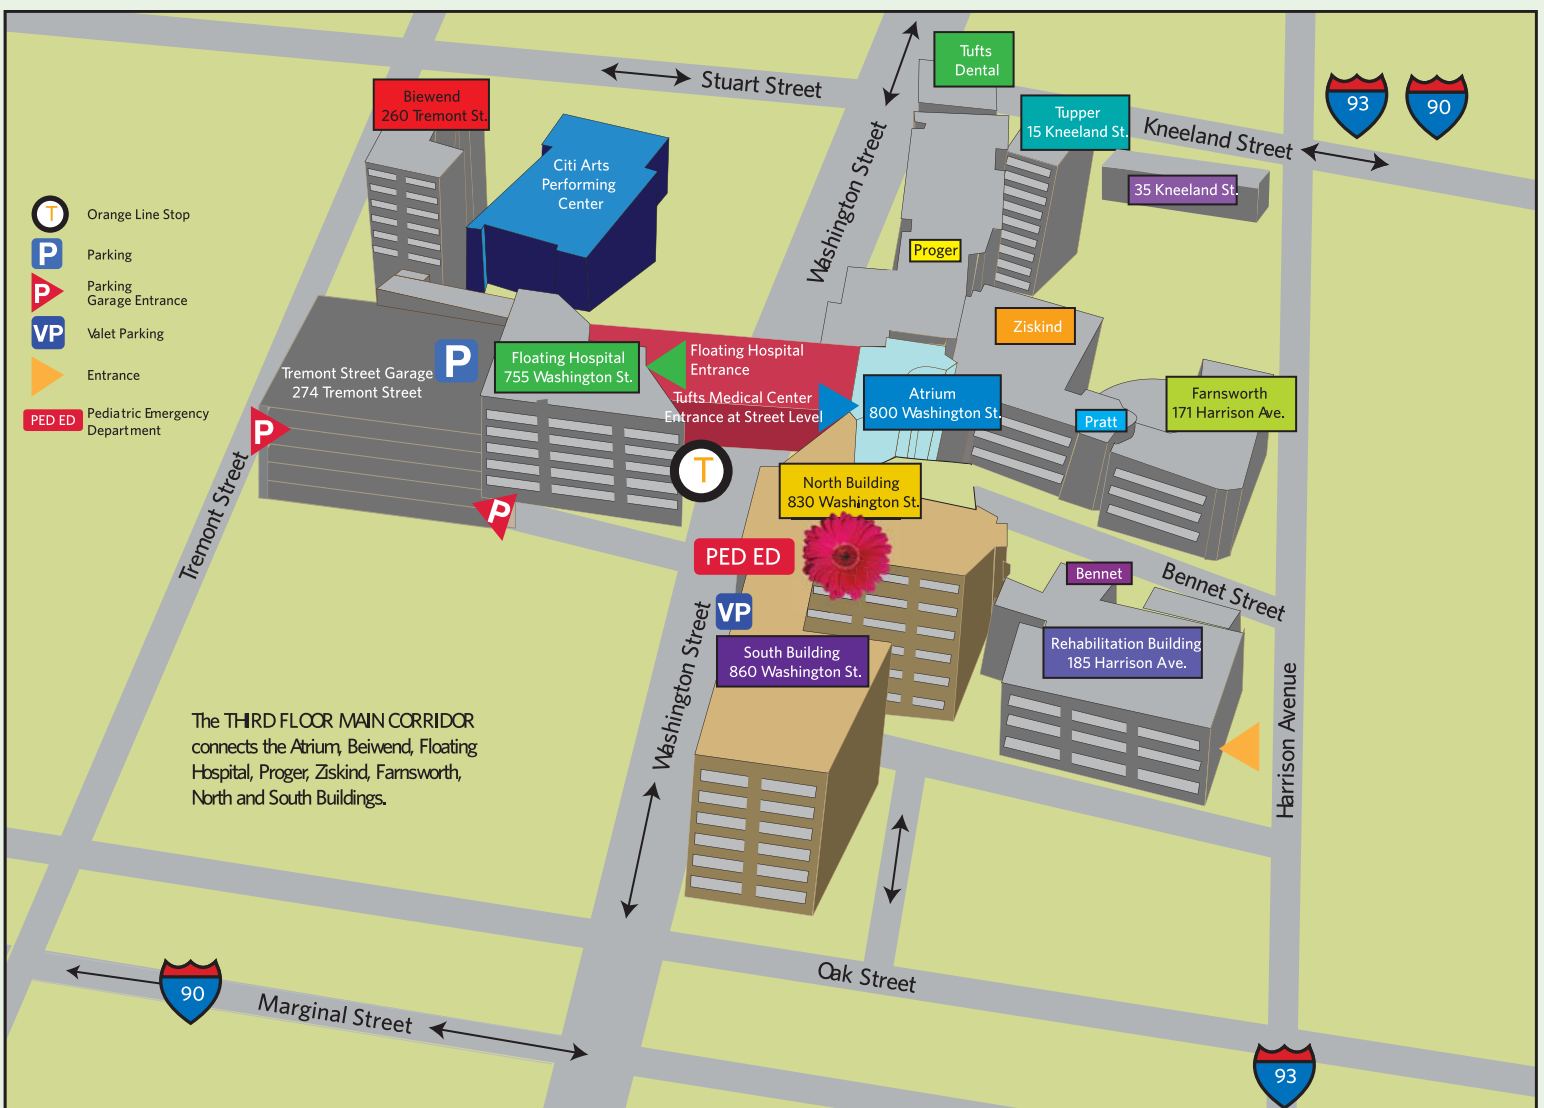 Tufts
Dental
Stuart Street
Biewend
260 Tremont St.
Tupper
15 Kneeland St.
Kneeland Street
93
90
Citi Arts
Performing
Center
Washington Street
35 Kneeland St.
T
Orange Line Stop
P
Parking
P
Parking
Garage Entrance
VP
Valet Parking
Entrance
PED ED
Pediatric Emergency
Department
Proger
Ziskind
Tremont Street Garage
274 Tremont Street
P
Floating Hospital
755 Washington St.
Floating Hospital
Entrance
Tufts Medical Center
Entrance at Street Level
Atrium
800 Washington St.
Pratt
Farnsworth
171 Harrison Ave.
P
T
P
Tremont Street
North Building
830 Washington St.
PED ED
VP
Bennet
Bennet Street
South Building
860 Washington St.
Rehabilitation Building
185 Harrison Ave.
Washington Street
Harrison Avenue
The THIRD FLOOR MAIN CORRIDOR
connects the Atrium, Beiwend, Floating
Hospital, Proger, Ziskind, Farnsworth,
North and South Buildings.
Oak Street
90
Marginal Street
93